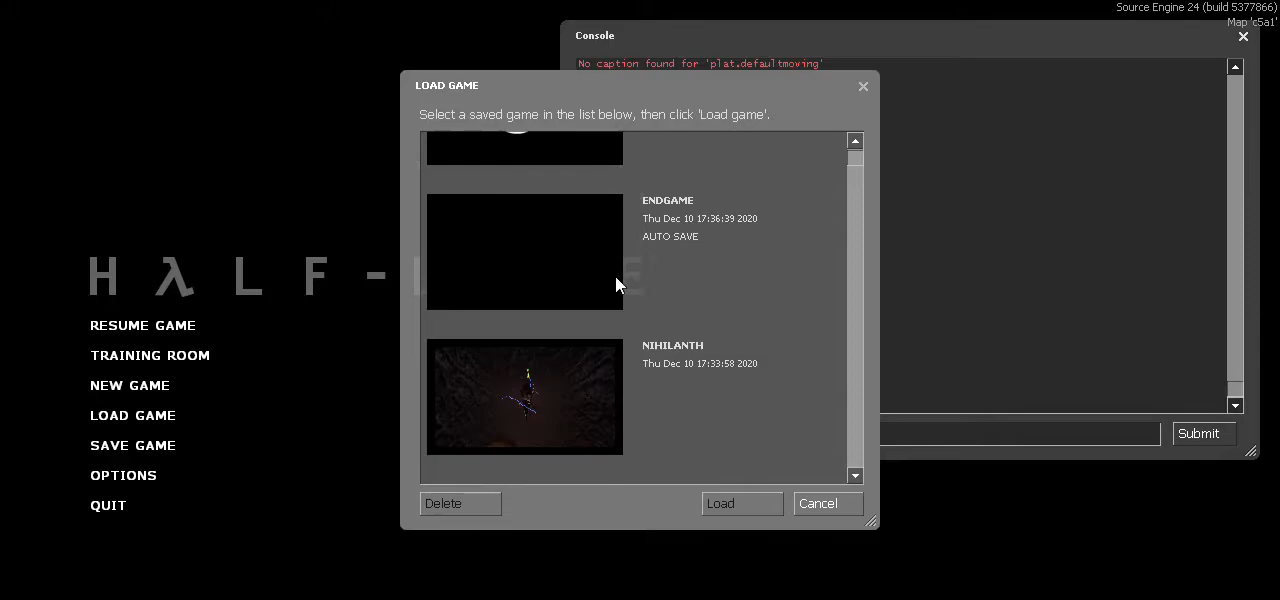 Source Engine 24 (build 5377866)
Map 'c5a1'
Console
No caption found for 'plat.defaultmoving'
LOAD GAME
Select a saved game in the list below, then click 'Load game'.
ENDGAME
Thu Dec 10 17:36:39 2020
AUTO SAVE
NIHILANTH
Thu Dec 10 17:33:58 2020
Delete
Load
Cancel
Submit
HλLF-
RESUME GAME
TRAINING ROOM
NEW GAME
LOAD GAME
SAVE GAME
OPTIONS
QUIT